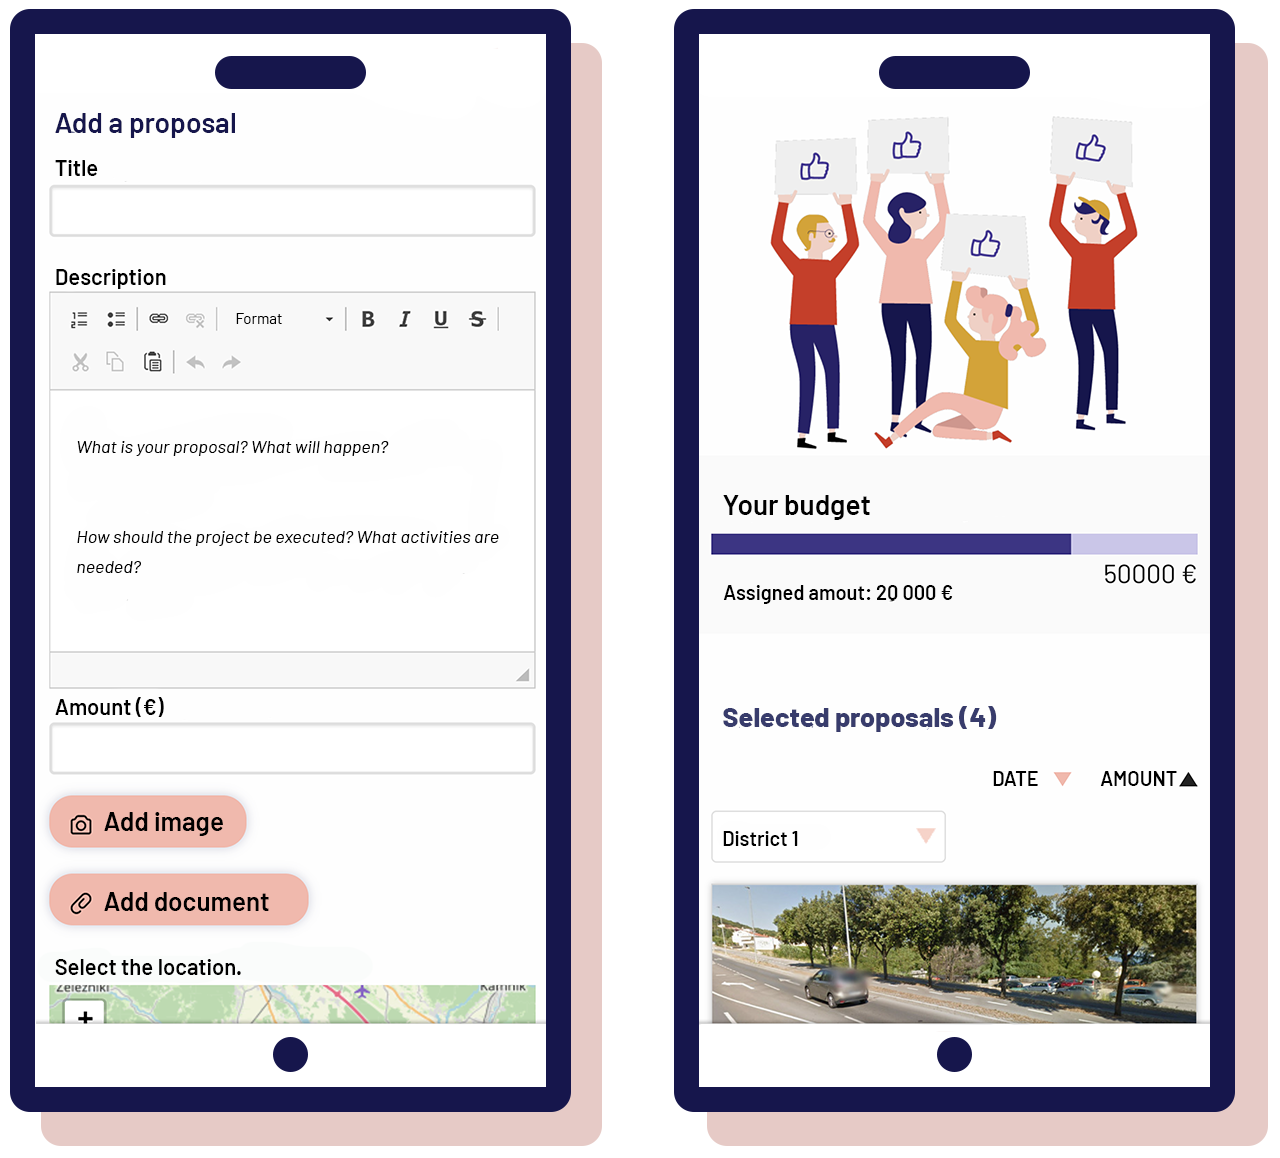 Add a proposal
Title
Description
Format
B I U S
What is your proposal? What will happen?
How should the project be executed? What activities are
needed?
Amount (€)
Add image
Add document
Select the location.
Železniki
Kamnik
+
Your budget
50000 €
Assigned amout: 20 000 €
Selected proposals (4)
DATE AMOUNT
District 1